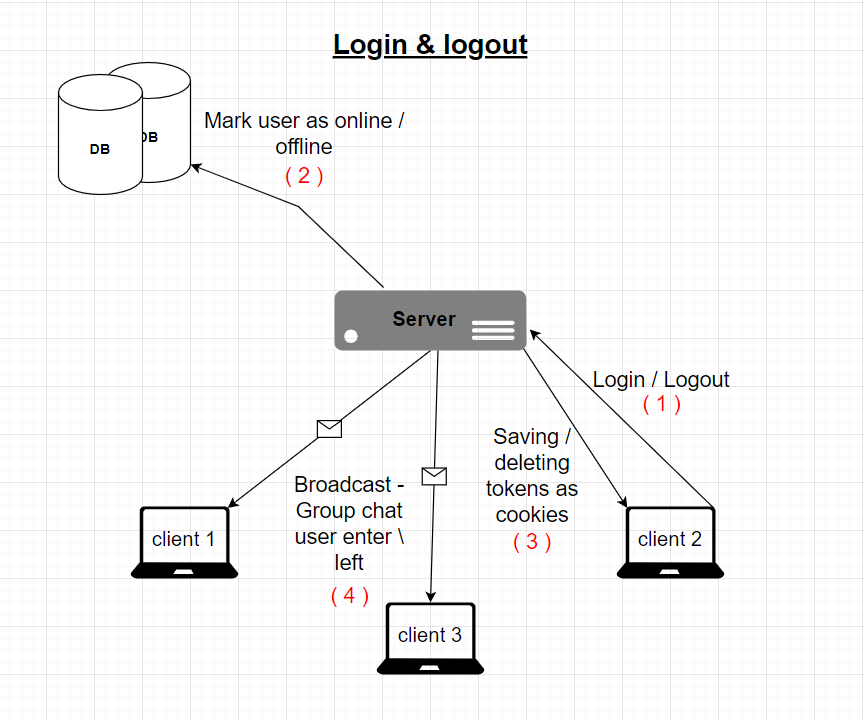 Login & logout
DB
DB
Mark user as online /
offline
( 2 )
Server
Login / Logout
( 1 )
Saving /
deleting
tokens as
cookies
( 3 )
Broadcast -
Group chat
user enter \
left
( 4 )
client 1
client 2
client 3